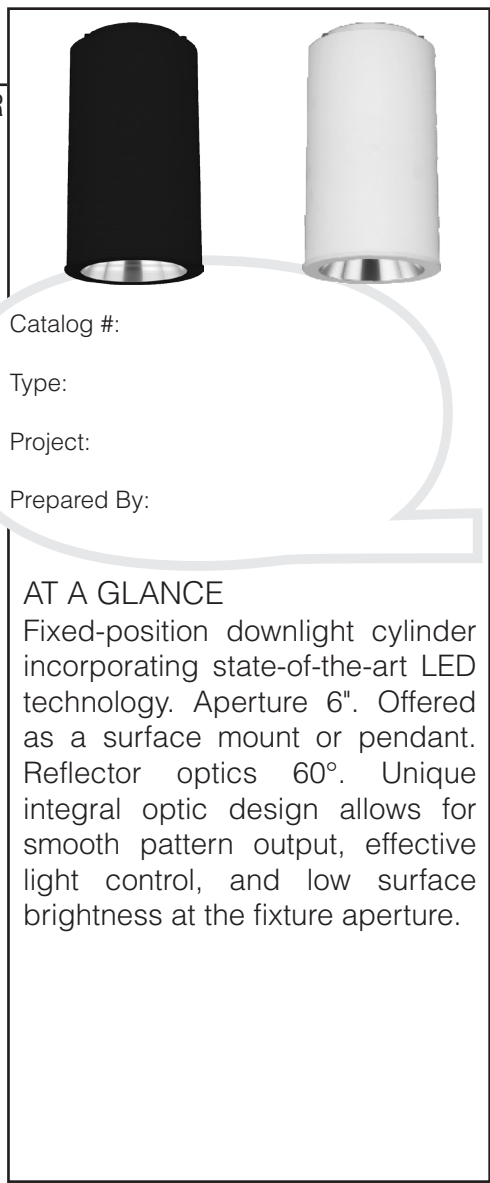 Catalog #:
Type:
Project:
Prepared By:
AT A GLANCE
Fixed-position downlight cylinder
incorporating state-of-the-art LED
technology. Aperture 6". Offered
as a surface mount or pendant.
Reflector optics 60°. Unique
integral optic design allows for
smooth pattern output, effective
light control, and low surface
brightness at the fixture aperture.